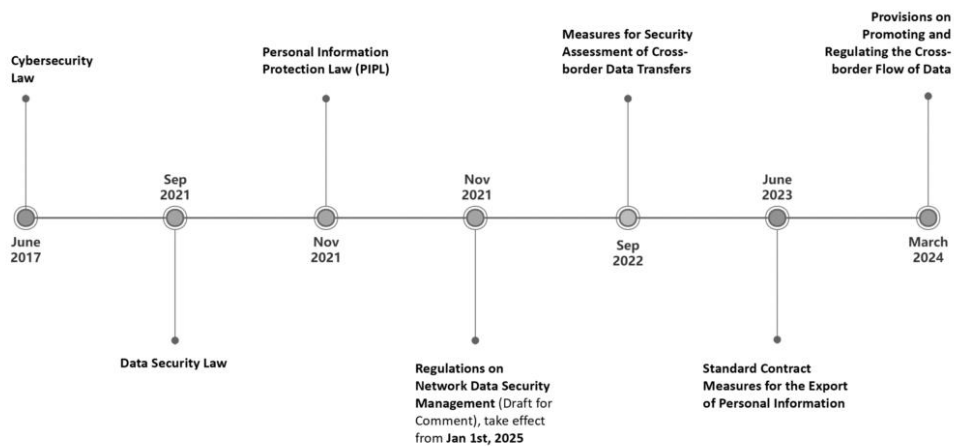 Cybersecurity
Law
June
2017
Sep
2021
Data Security Law
Personal Information
Protection Law (PIPL)
Nov
2021
Nov
2021
Regulations on
Network Data Security
Management (Draft for
Comment), take effect
from Jan 1st, 2025
Measures for Security
Assessment of Cross-
border Data Transfers
Sep
2022
June
2023
Standard Contract
Measures for the Export
of Personal Information
Provisions on
Promoting and
Regulating the Cross-
border Flow of Data
March
2024